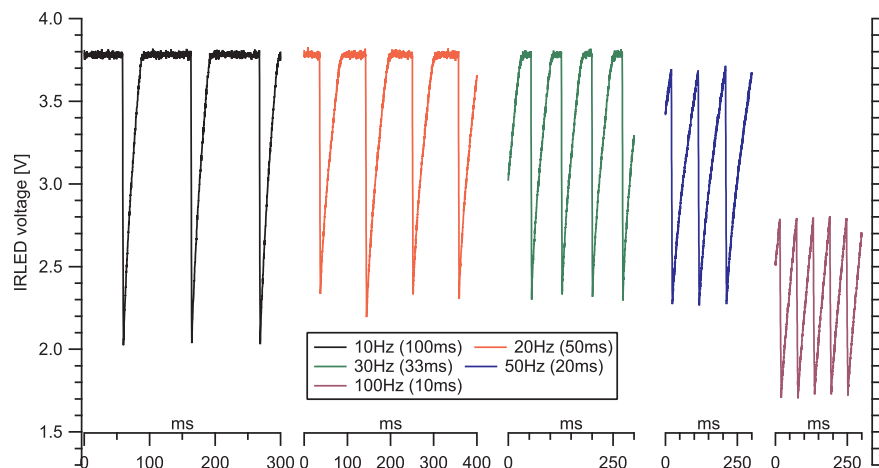 4.0
3.5
3.0
2.5
2.0
1.5
IRLED voltage [V]
10Hz (100ms) 20Hz (50ms)
30Hz (33ms) 50Hz (20ms)
100Hz (10ms)
ms ms ms ms ms
0 100 200 300 0 100 200 300 400 0 250 0 250 0 250